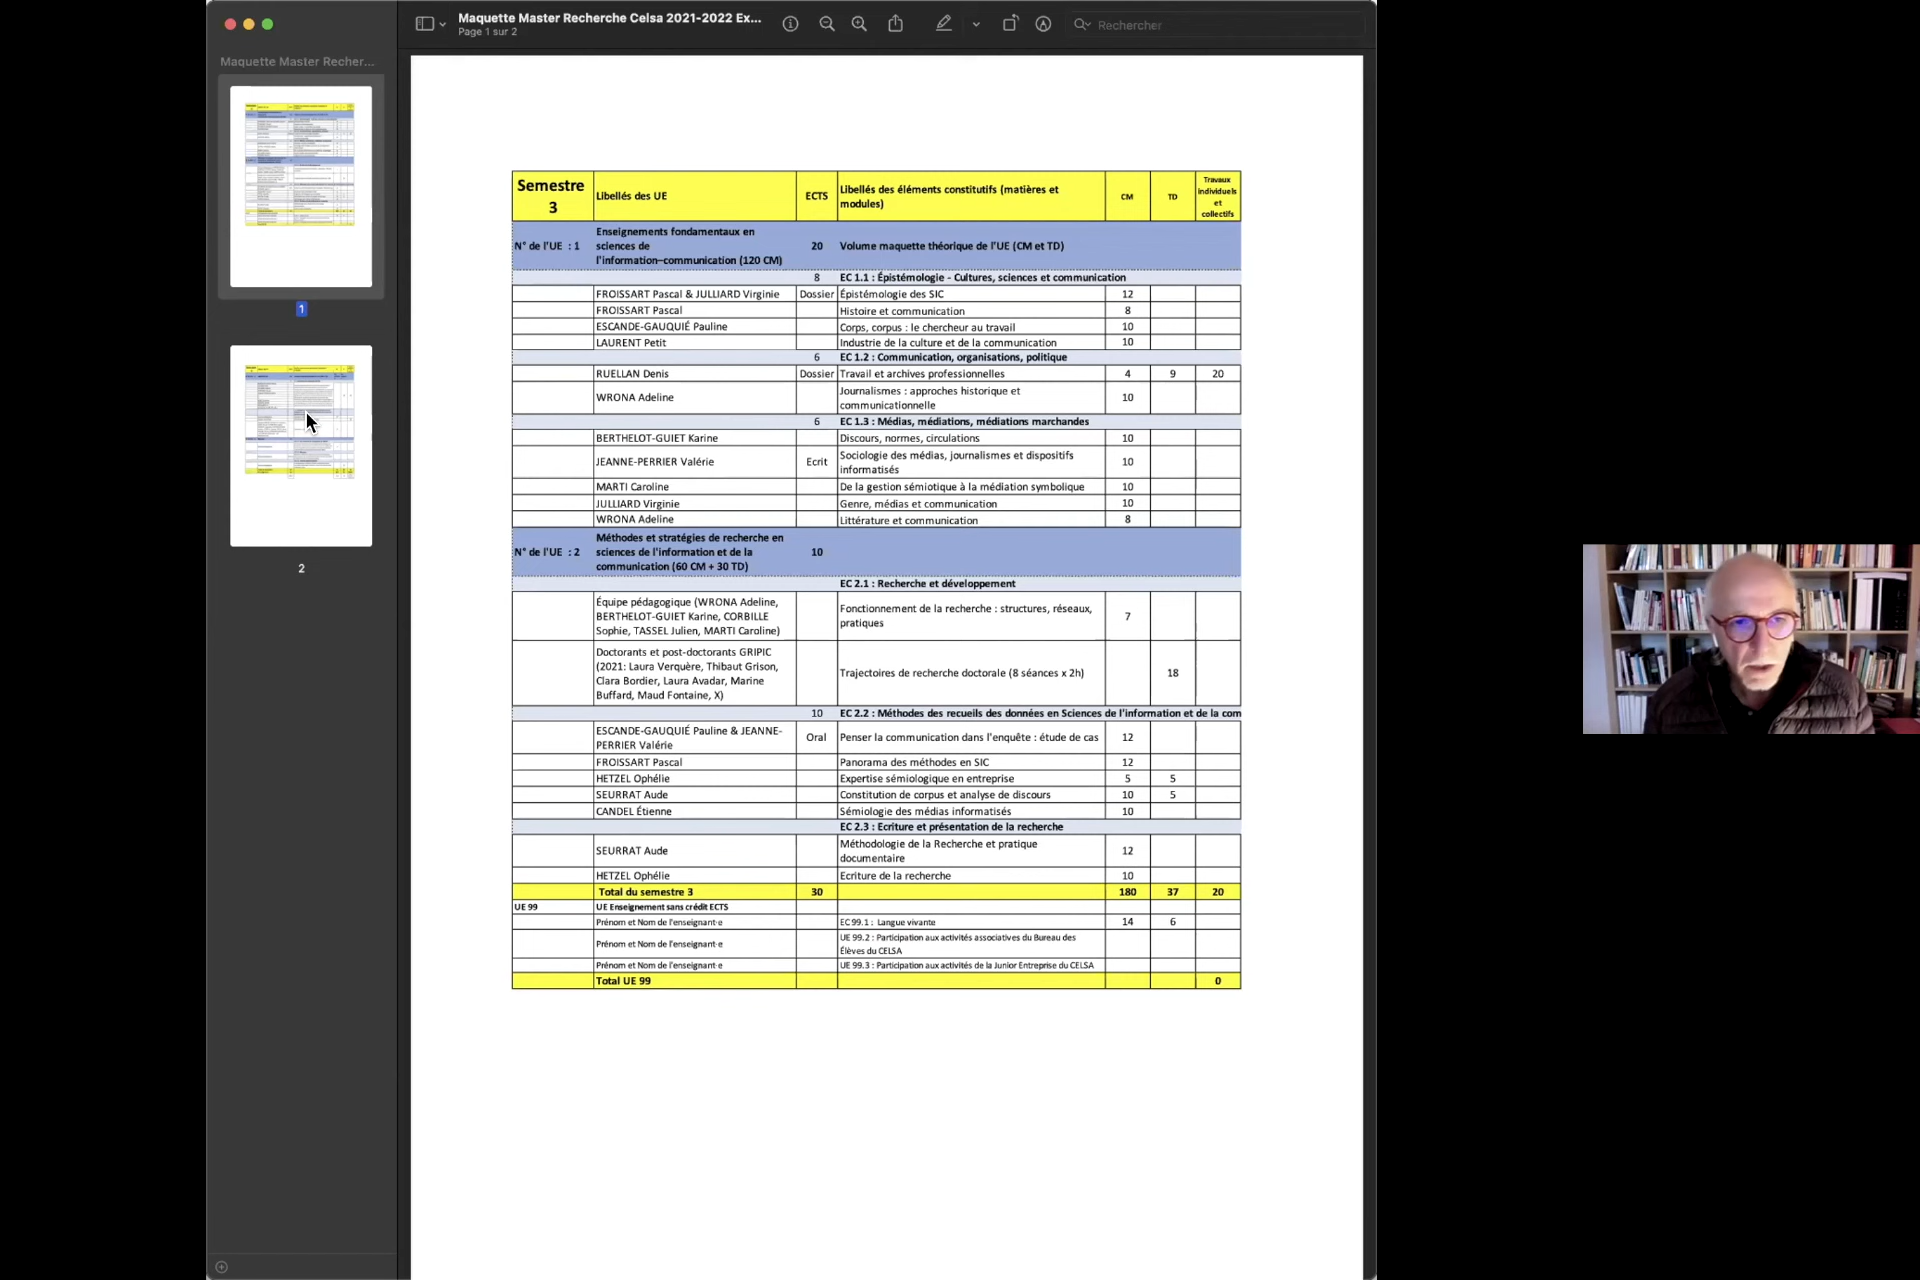 Maquette Master Recherche Celsa 2021-2022 Ex...
Page 1 sur 2
Rechercher
Maquette Master Recher...
1
2
Semestre 3
Libellés des UE
ECTS
Libellés des éléments constitutifs (matières et modules)
CM
TD
Travaux individuels et collectifs
N° de l'UE : 1
Enseignements fondamentaux en sciences de l'information–communication (120 CM)
20
Volume maquette théorique de l'UE (CM et TD)
8 EC 1.1 : Épistémologie - Cultures, sciences et communication
FROISSART Pascal & JULLIARD Virginie Dossier Épistémologie des SIC 12
FROISSART Pascal Histoire et communication 8
ESCANDE-GAUQUIÉ Pauline Corps, corpus : le chercheur au travail 10
LAURENT Petit Industrie de la culture et de la communication 10
6 EC 1.2 : Communication, organisations, politique
RUELLAN Denis Dossier Travail et archives professionnelles 4 9 20
WRONA Adeline Journalismes : approches historique et communicationnelle 10
6 EC 1.3 : Médias, médiations, médiations marchandes
BERTHELOT-GUIET Karine Discours, normes, circulations 10
JEANNE-PERRIER Valérie Ecrit Sociologie des médias, journalismes et dispositifs informatisés 10
MARTI Caroline De la gestion sémiotique à la médiation symbolique 10
JULLIARD Virginie Genre, médias et communication 10
WRONA Adeline Littérature et communication 8
N° de l'UE : 2
Méthodes et stratégies de recherche en sciences de l'information et de la communication (60 CM + 30 TD)
10
EC 2.1 : Recherche et développement
Équipe pédagogique (WRONA Adeline, BERTHELOT-GUIET Karine, CORBILLE Sophie, TASSEL Julien, MARTI Caroline) Fonctionnement de la recherche : structures, réseaux, pratiques 7
Doctorants et post-doctorants GRIPIC (2021: Laura Verquère, Thibaut Grison, Clara Bordier, Laura Avadar, Marine Buffard, Maud Fontaine, X) Trajectoires de recherche doctorale (8 séances x 2h) 18
10 EC 2.2 : Méthodes des recueils des données en Sciences de l'information et de la com
ESCANDE-GAUQUIÉ Pauline & JEANNE-PERRIER Valérie Oral Penser la communication dans l'enquête : étude de cas 12
FROISSART Pascal Panorama des méthodes en SIC 12
HETZEL Ophélie Expertise sémiologique en entreprise 5 5
SEURRAT Aude Constitution de corpus et analyse de discours 10 5
CANDEL Étienne Sémiologie des médias informatisés 10
EC 2.3 : Ecriture et présentation de la recherche
SEURRAT Aude Méthodologie de la Recherche et pratique documentaire 12
HETZEL Ophélie Ecriture de la recherche 10
Total du semestre 3 30 180 37 20
UE 99 UE Enseignement sans crédit ECTS
Prénom et Nom de l'enseignant·e EC 99.1 : Langue vivante 14 6
Prénom et Nom de l'enseignant·e UE 99.2 : Participation aux activités associatives du Bureau des Élèves du CELSA
Prénom et Nom de l'enseignant·e UE 99.3 : Participation aux activités de la Junior Entreprise du CELSA
Total UE 99 0